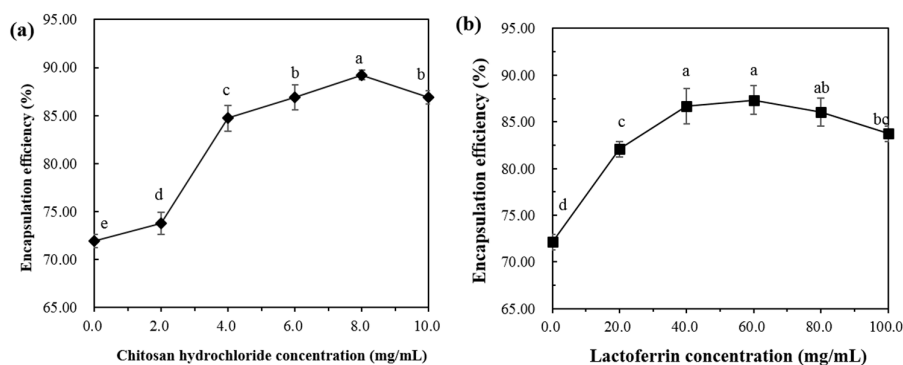 (a)
95.00
90.00
85.00
80.00
75.00
70.00
65.00
Encapsulation efficiency (%)
e
d
c
b
a
b
0.0 2.0 4.0 6.0 8.0 10.0
Chitosan hydrochloride concentration (mg/mL)
(b)
95.00
90.00
85.00
80.00
75.00
70.00
65.00
Encapsulation efficiency (%)
d
c
a
a
ab
bc
0.0 20.0 40.0 60.0 80.0 100.0
Lactoferrin concentration (mg/mL)